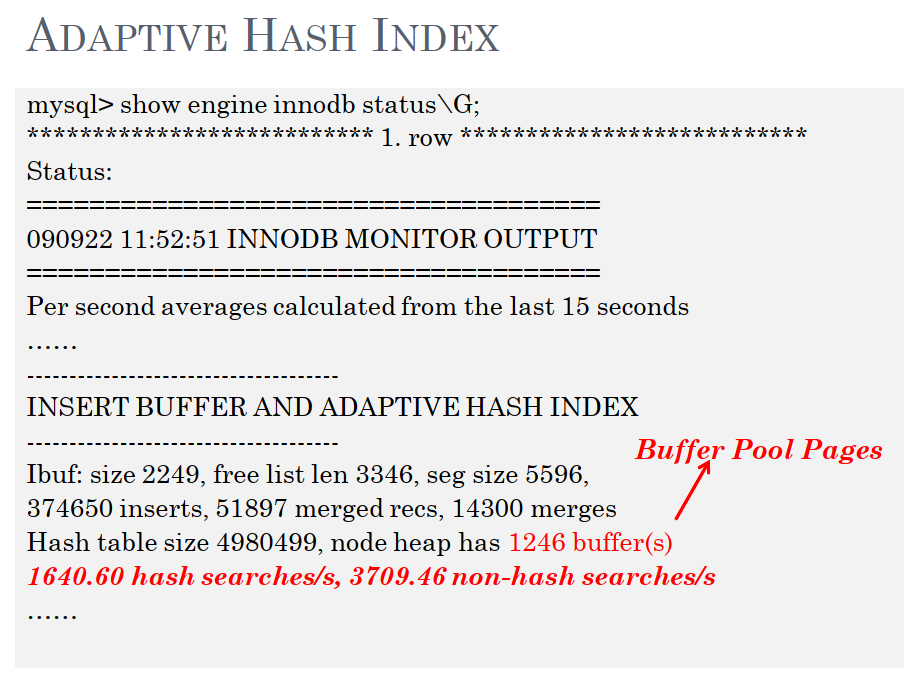 ADAPTIVE HASH INDEX
mysql> show engine innodb status\G;
*************************** 1. row ***************************
Status:
=====================================
090922 11:52:51 INNODB MONITOR OUTPUT
=====================================
Per second averages calculated from the last 15 seconds
……
-------------------------------------
INSERT BUFFER AND ADAPTIVE HASH INDEX
-------------------------------------
Buffer Pool Pages
Ibuf: size 2249, free list len 3346, seg size 5596,
374650 inserts, 51897 merged recs, 14300 merges
Hash table size 4980499, node heap has 1246 buffer(s)
1640.60 hash searches/s, 3709.46 non-hash searches/s
……